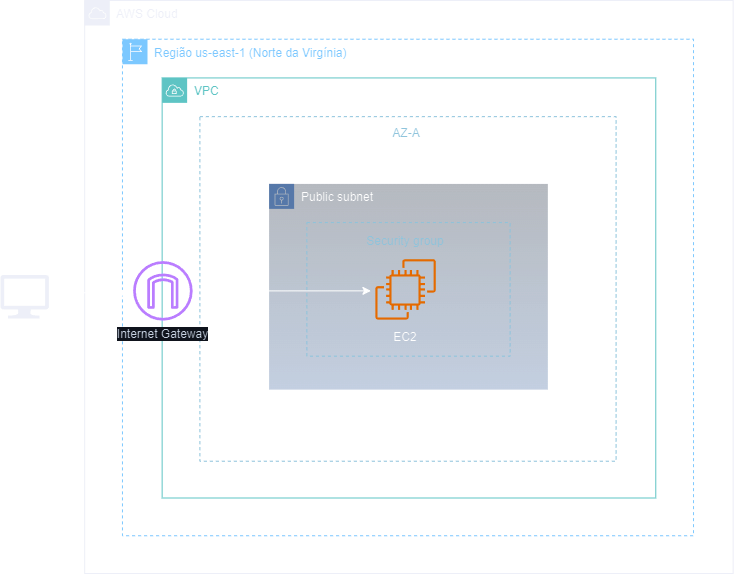 AWS Cloud
Região us-east-1 (Norte da Virgínia)
VPC
AZ-A
Public subnet
Security group
EC2
Internet Gateway